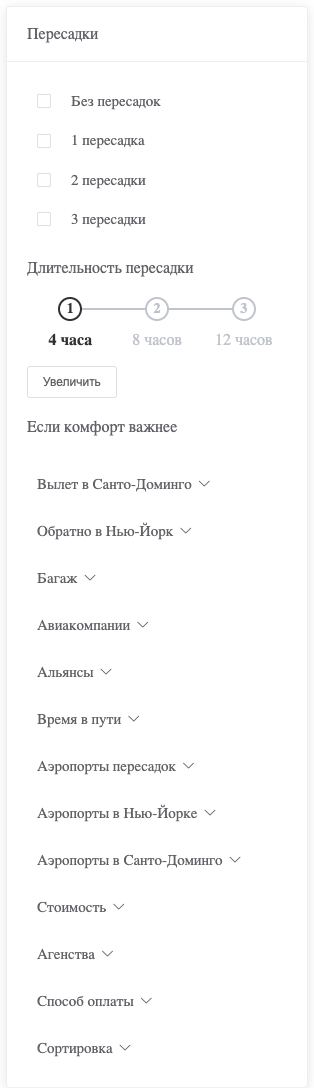 Пересадки
Без пересадок
1 пересадка
2 пересадки
3 пересадки
Длительность пересадки
1 2 3
4 часа 8 часов 12 часов
Увеличить
Если комфорт важнее
Вылет в Санто-Доминго
Обратно в Нью-Йорк
Багаж
Авиакомпании
Альянсы
Время в пути
Аэропорты пересадок
Аэропорты в Нью-Йорке
Аэропорты в Санто-Доминго
Стоимость
Агенства
Способ оплаты
Сортировка